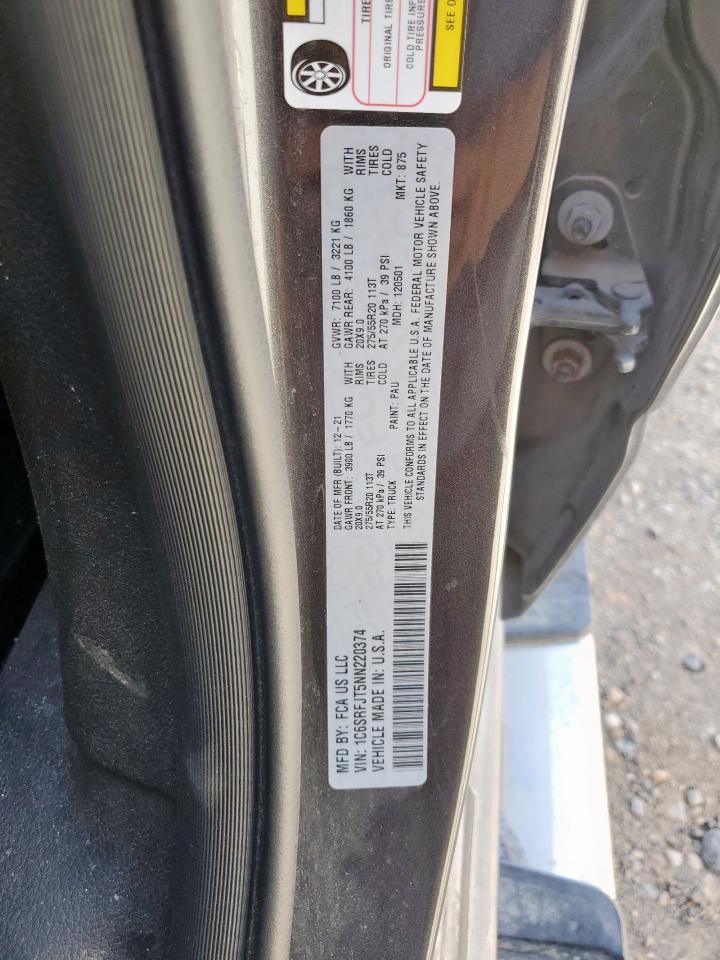 TIRE
ORIGINAL TIRE
COLD TIRE INF
PRESSURE
SEE O
MFD BY: FCA US LLC
VIN: 1C6SRFJT5NN220374
VEHICLE MADE IN: U.S.A.
DATE OF MFR (BUILT): 12-21 GVWR: 7100 LB / 3221 KG
GAWR FRONT: 3900 LB / 1770 KG WITH GAWR REAR: 4100 LB / 1860 KG WITH
20X9.0 RIMS 20X9.0 RIMS
275/55R20 113T TIRES 275/55R20 113T TIRES
AT 270 kPa / 39 PSI COLD AT 270 kPa / 39 PSI COLD
TYPE: TRUCK PAINT: PAU MDH: 120501 MKT: 875
THIS VEHICLE CONFORMS TO ALL APPLICABLE U.S.A. FEDERAL MOTOR VEHICLE SAFETY
STANDARDS IN EFFECT ON THE DATE OF MANUFACTURE SHOWN ABOVE.